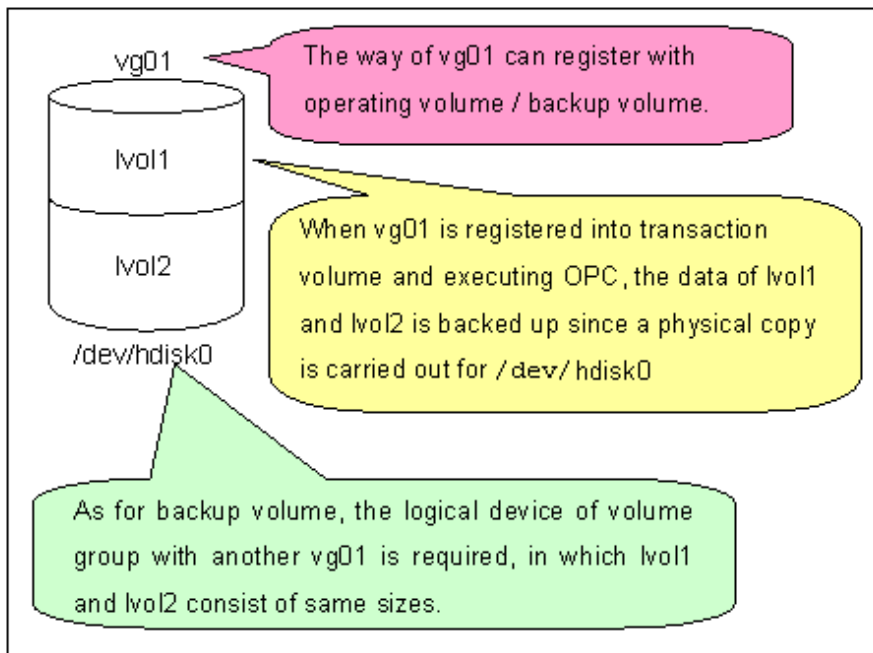 vg01
The way of vg01 can register with
operating volume / backup volume.
lvol1
lvol2
When vg01 is registered into transaction
volume and executing OPC, the data of lvol1
and lvol2 is backed up since a physical copy
is carried out for /dev/hdisk0
/dev/hdisk0
As for backup volume, the logical device of volume
group with another vg01 is required, in which lvol1
and lvol2 consist of same sizes.